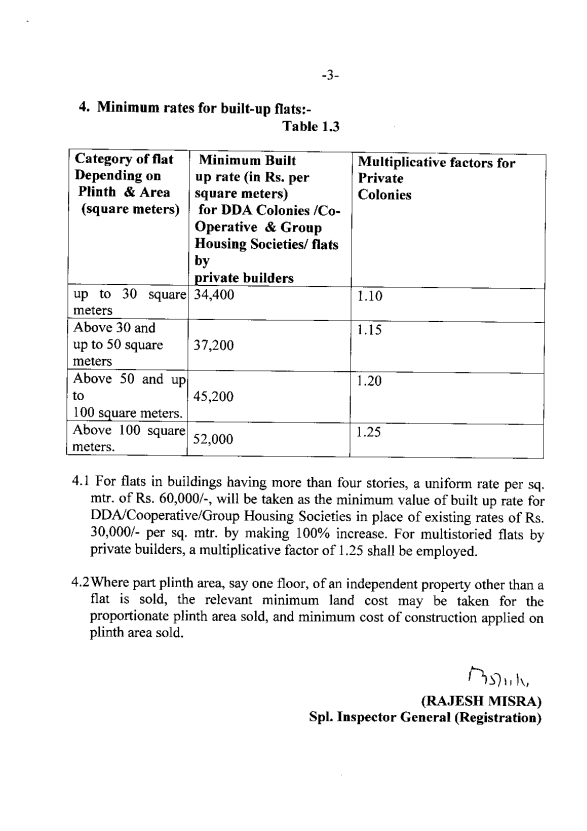 -3-
4. Minimum rates for built-up flats:-
Table 1.3
Category of flat
Depending on
Plinth & Area
(square meters)
Minimum Built
up rate (in Rs. per
square meters)
for DDA Colonies /Co-
Operative & Group
Housing Societies/ flats
by
private builders
Multiplicative factors for
Private
Colonies
up to 30 square
meters
34,400
1.10
Above 30 and
up to 50 square
meters
37,200
1.15
Above 50 and up
to
100 square meters.
45,200
1.20
Above 100 square
meters.
52,000
1.25
4.1 For flats in buildings having more than four stories, a uniform rate per sq.
mtr. of Rs. 60,000/-, will be taken as the minimum value of built up rate for
DDA/Cooperative/Group Housing Societies in place of existing rates of Rs.
30,000/- per sq. mtr. by making 100% increase. For multistoried flats by
private builders, a multiplicative factor of 1.25 shall be employed.
4.2Where part plinth area, say one floor, of an independent property other than a
flat is sold, the relevant minimum land cost may be taken for the
proportionate plinth area sold, and minimum cost of construction applied on
plinth area sold.
(RAJESH MISRA)
Spl. Inspector General (Registration)